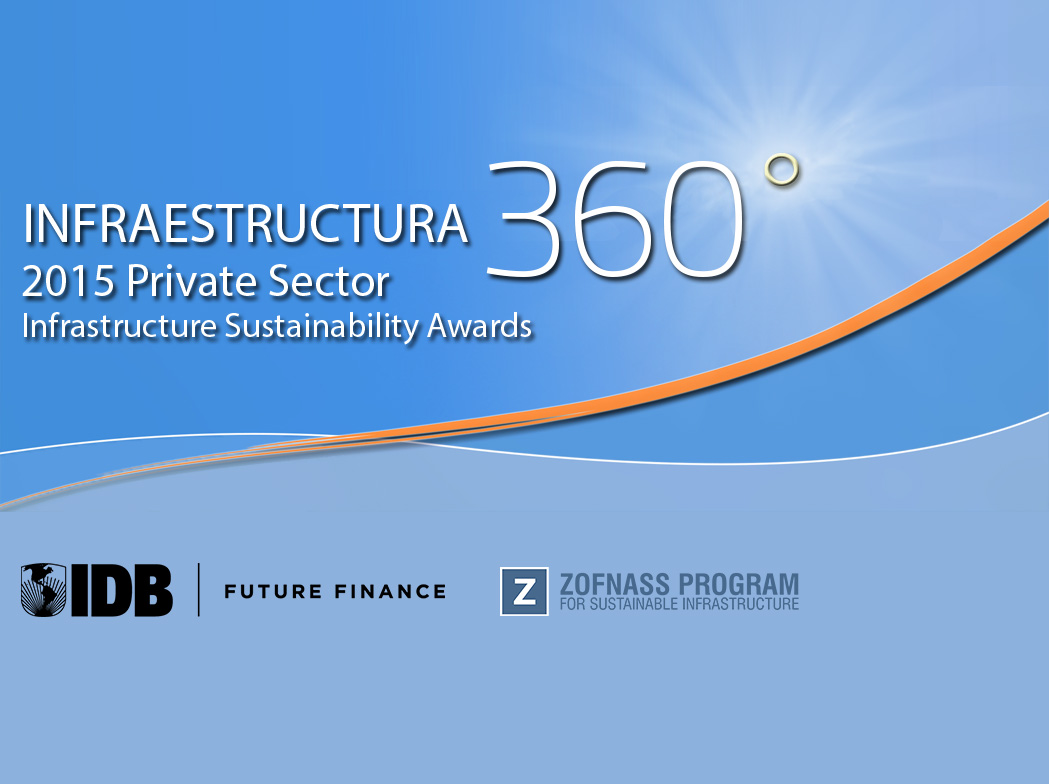 INFRAESTRUCTURA 360°
2015 Private Sector
Infrastructure Sustainability Awards
IDB | FUTURE FINANCE
Z ZOFNASS PROGRAM
FOR SUSTAINABLE INFRASTRUCTURE